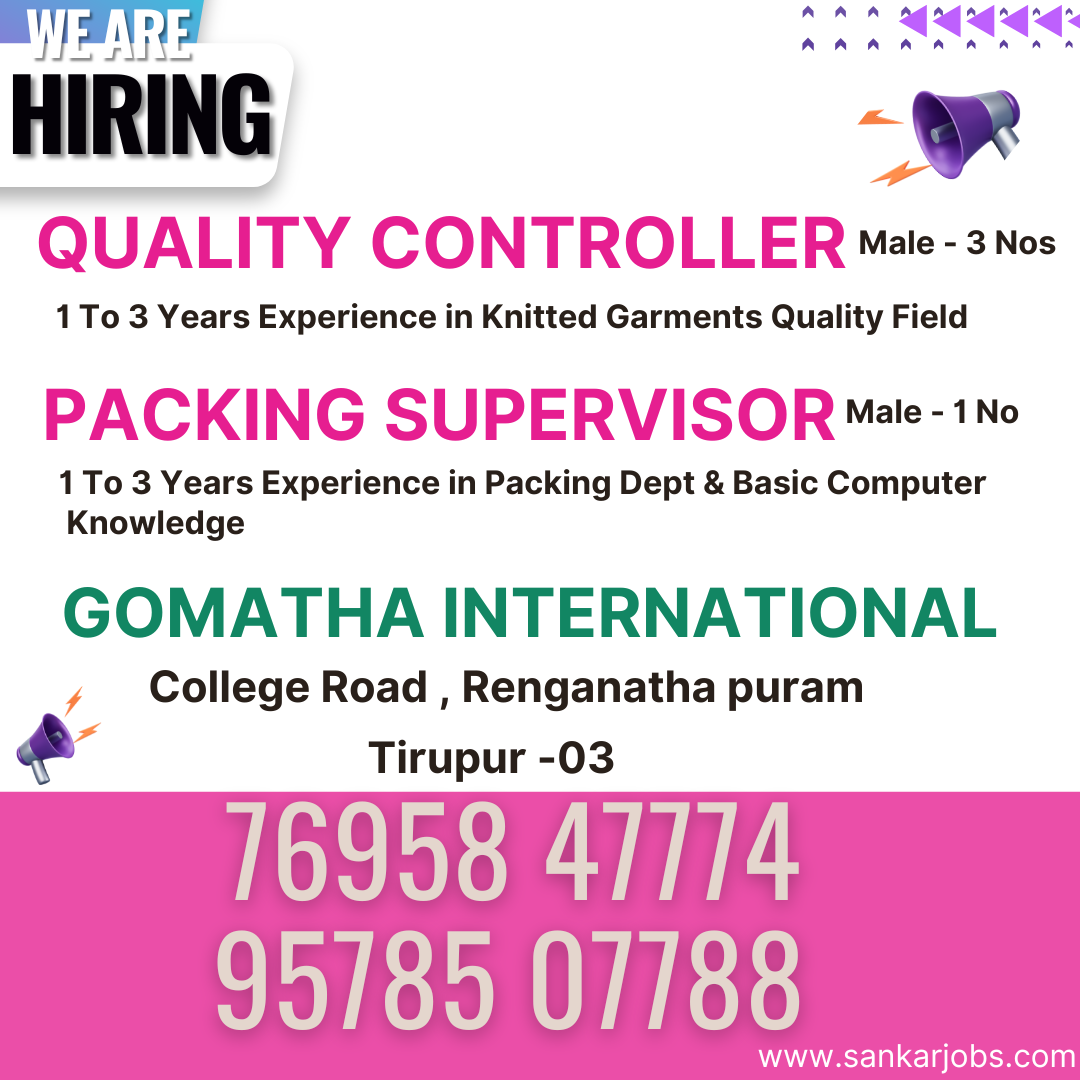 WE ARE
HIRING
QUALITY CONTROLLER Male - 3 Nos
1 To 3 Years Experience in Knitted Garments Quality Field
PACKING SUPERVISOR Male - 1 No
1 To 3 Years Experience in Packing Dept & Basic Computer
Knowledge
GOMATHA INTERNATIONAL
College Road , Renganatha puram
Tirupur -03
76958 47774
95785 07788
www.sankarjobs.com